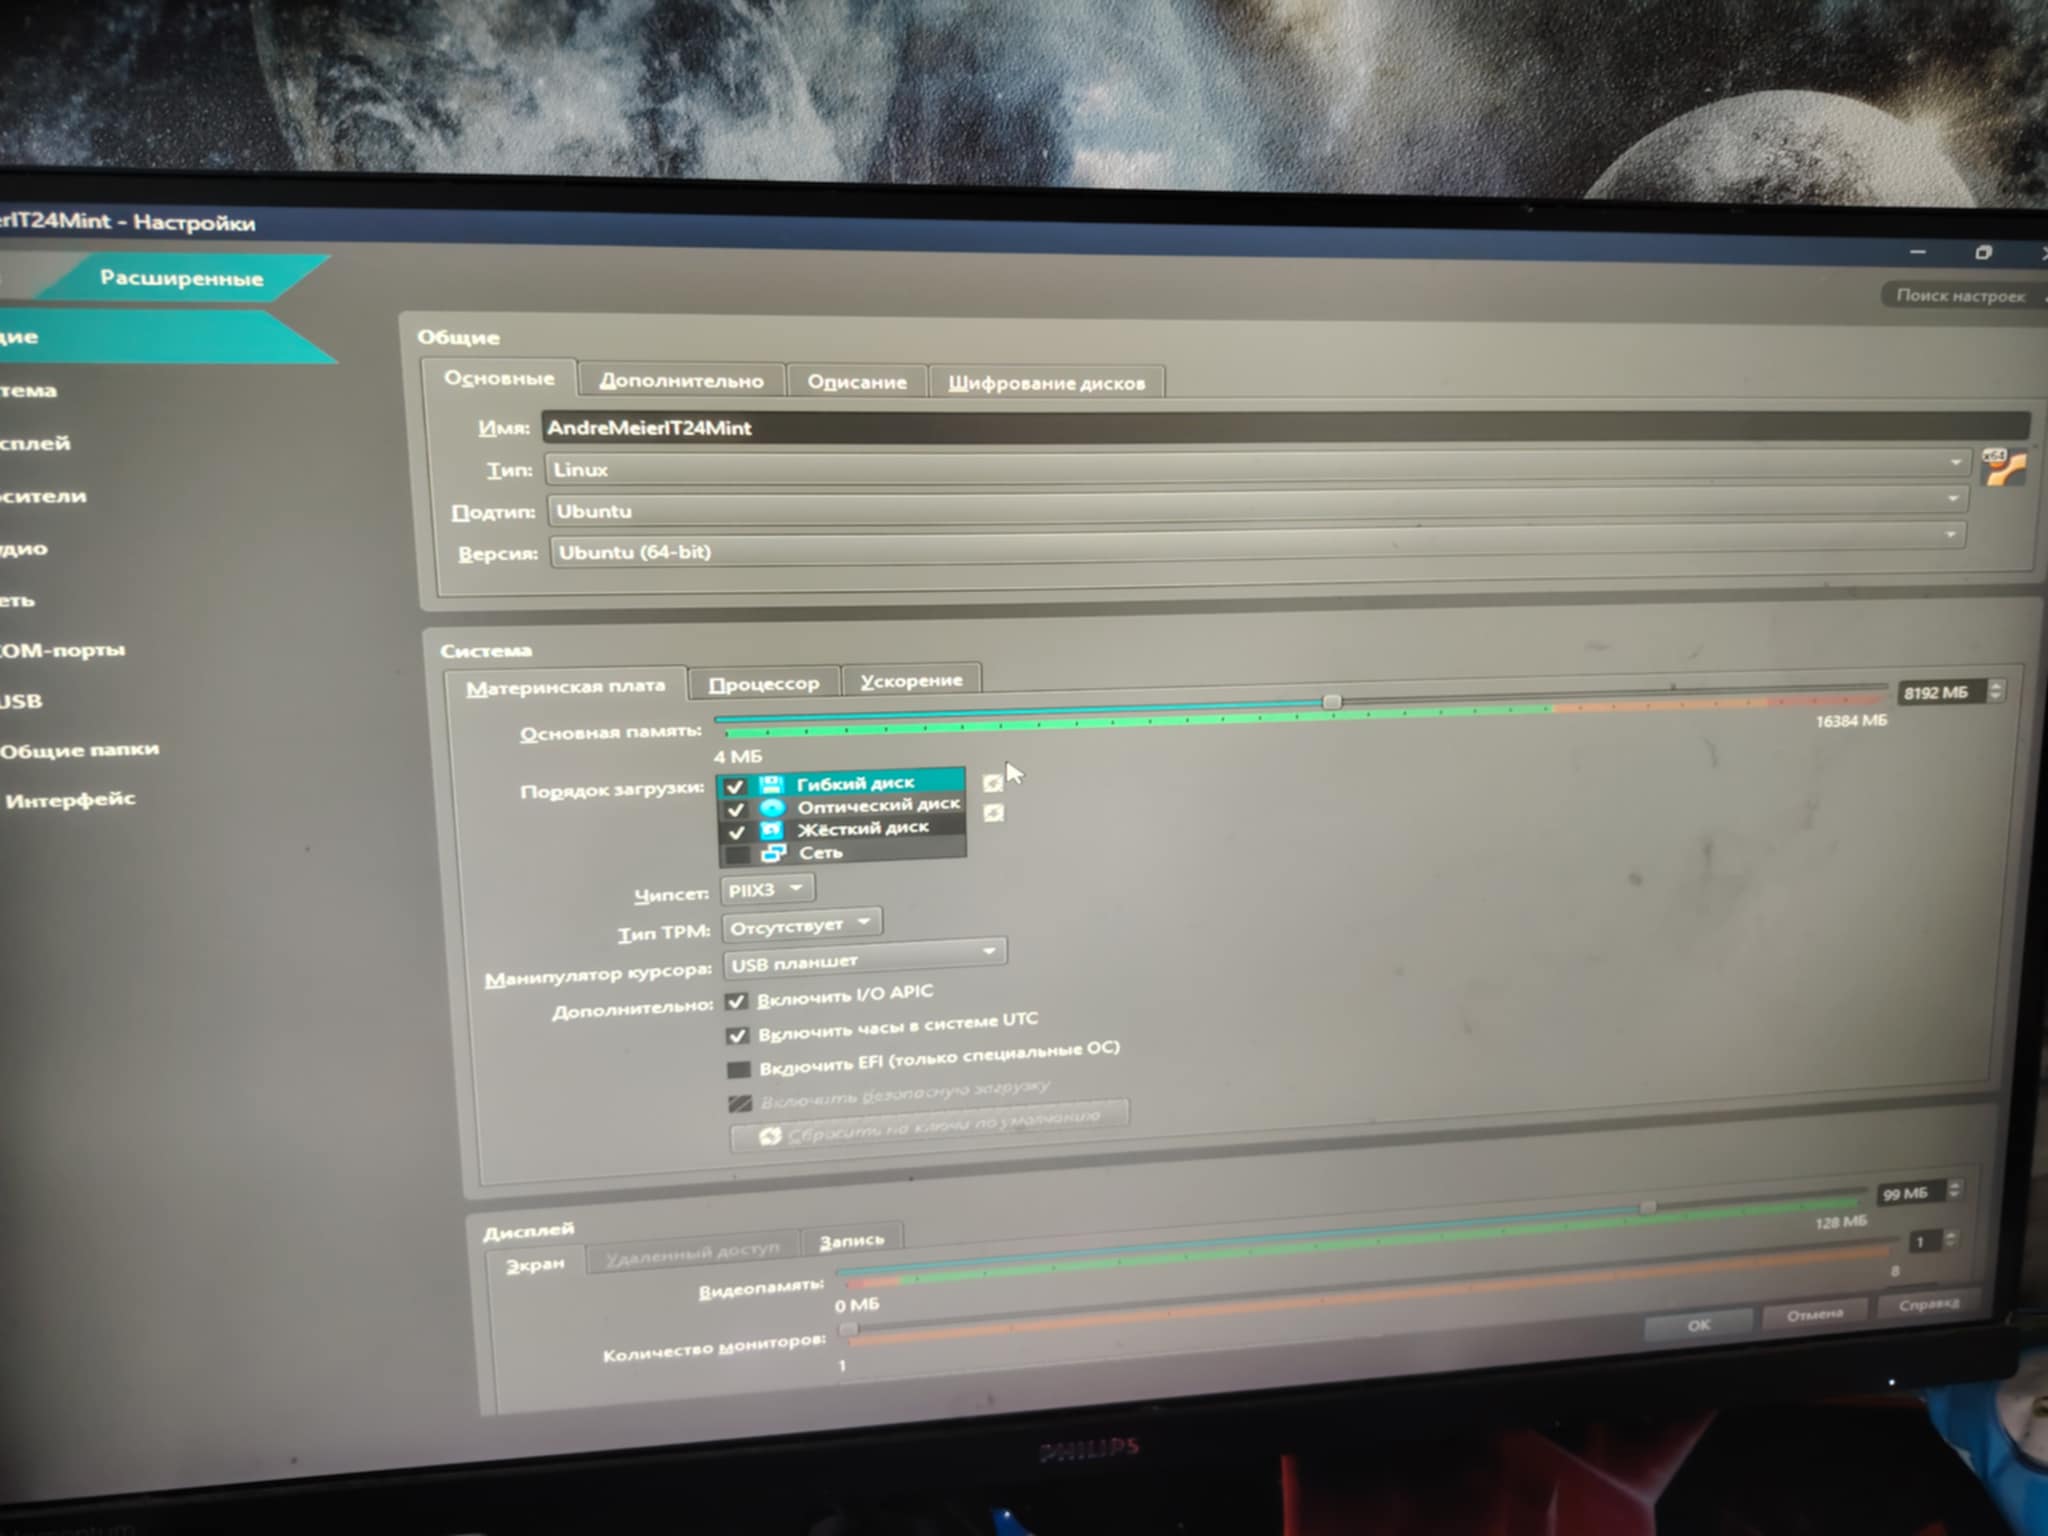 erIT24Mint - Настройки
Расширенные
Поиск настроек
щие
тема
сплей
осители
удио
еть
COM-порты
USB
Общие папки
Интерфейс
Общие
Основные Дополнительно Описание Шифрование дисков
Имя: AndreMeierIT24Mint
Тип: Linux
x64
Подтип: Ubuntu
Версия: Ubuntu (64-bit)
Система
Материнская плата Процессор Ускорение
Основная память: 8192 МБ
4 МБ 16384 МБ
Порядок загрузки: Гибкий диск
Оптический диск
Жёсткий диск
Сеть
Чипсет: PIIX3
Тип TPM: Отсутствует
Манипулятор курсора: USB планшет
Дополнительно: Включить I/O APIC
Включить часы в системе UTC
Включить EFI (только специальные ОС)
Включить безопасную загрузку
Сбросить на ключи по умолчанию
Дисплей
Экран Удаленный доступ Запись
Видеопамять: 99 МБ
0 МБ 128 МБ
Количество мониторов: 1
1 8
ОК Отмена Справка
PHILIPS